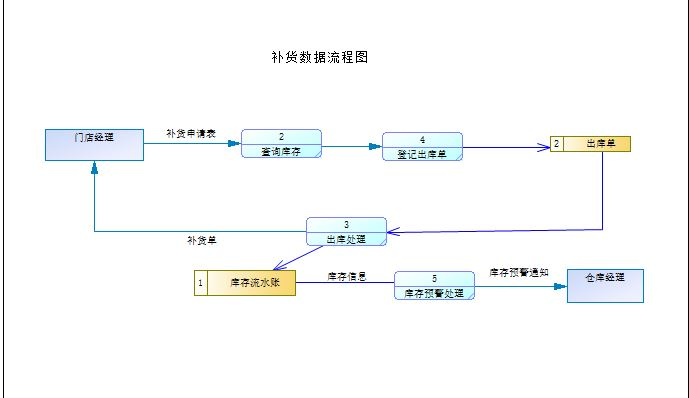 补货数据流程图
门店经理
补货申请表
2
查询库存
4
登记出库单
2
出库单
3
出库处理
补货单
1
库存流水账
库存信息
5
库存预警处理
库存预警通知
仓库经理